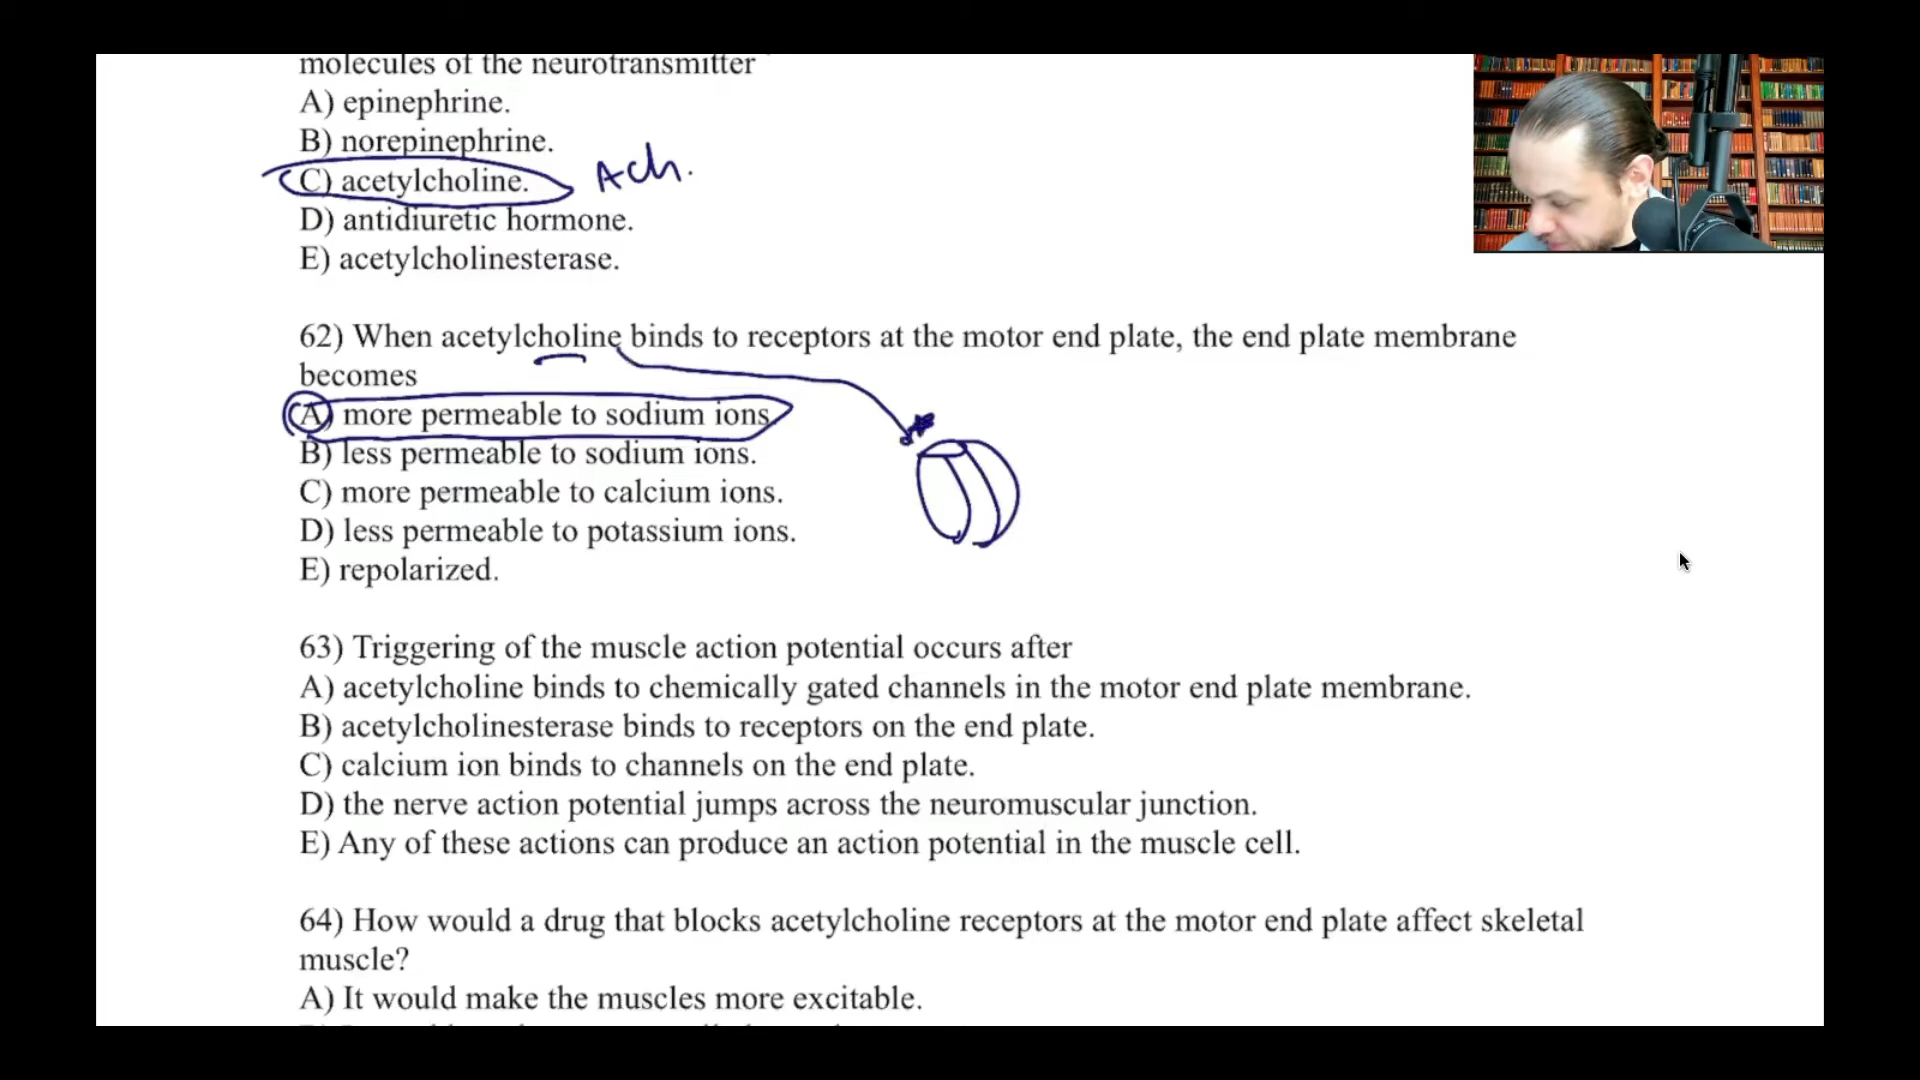 molecules of the neurotransmitter
A) epinephrine.
B) norepinephrine.
C) acetylcholine. Ach.
D) antidiuretic hormone.
E) acetylcholinesterase.
62) When acetylcholine binds to receptors at the motor end plate, the end plate membrane
becomes
A) more permeable to sodium ions.
B) less permeable to sodium ions.
C) more permeable to calcium ions.
D) less permeable to potassium ions.
E) repolarized.
63) Triggering of the muscle action potential occurs after
A) acetylcholine binds to chemically gated channels in the motor end plate membrane.
B) acetylcholinesterase binds to receptors on the end plate.
C) calcium ion binds to channels on the end plate.
D) the nerve action potential jumps across the neuromuscular junction.
E) Any of these actions can produce an action potential in the muscle cell.
64) How would a drug that blocks acetylcholine receptors at the motor end plate affect skeletal
muscle?
A) It would make the muscles more excitable.